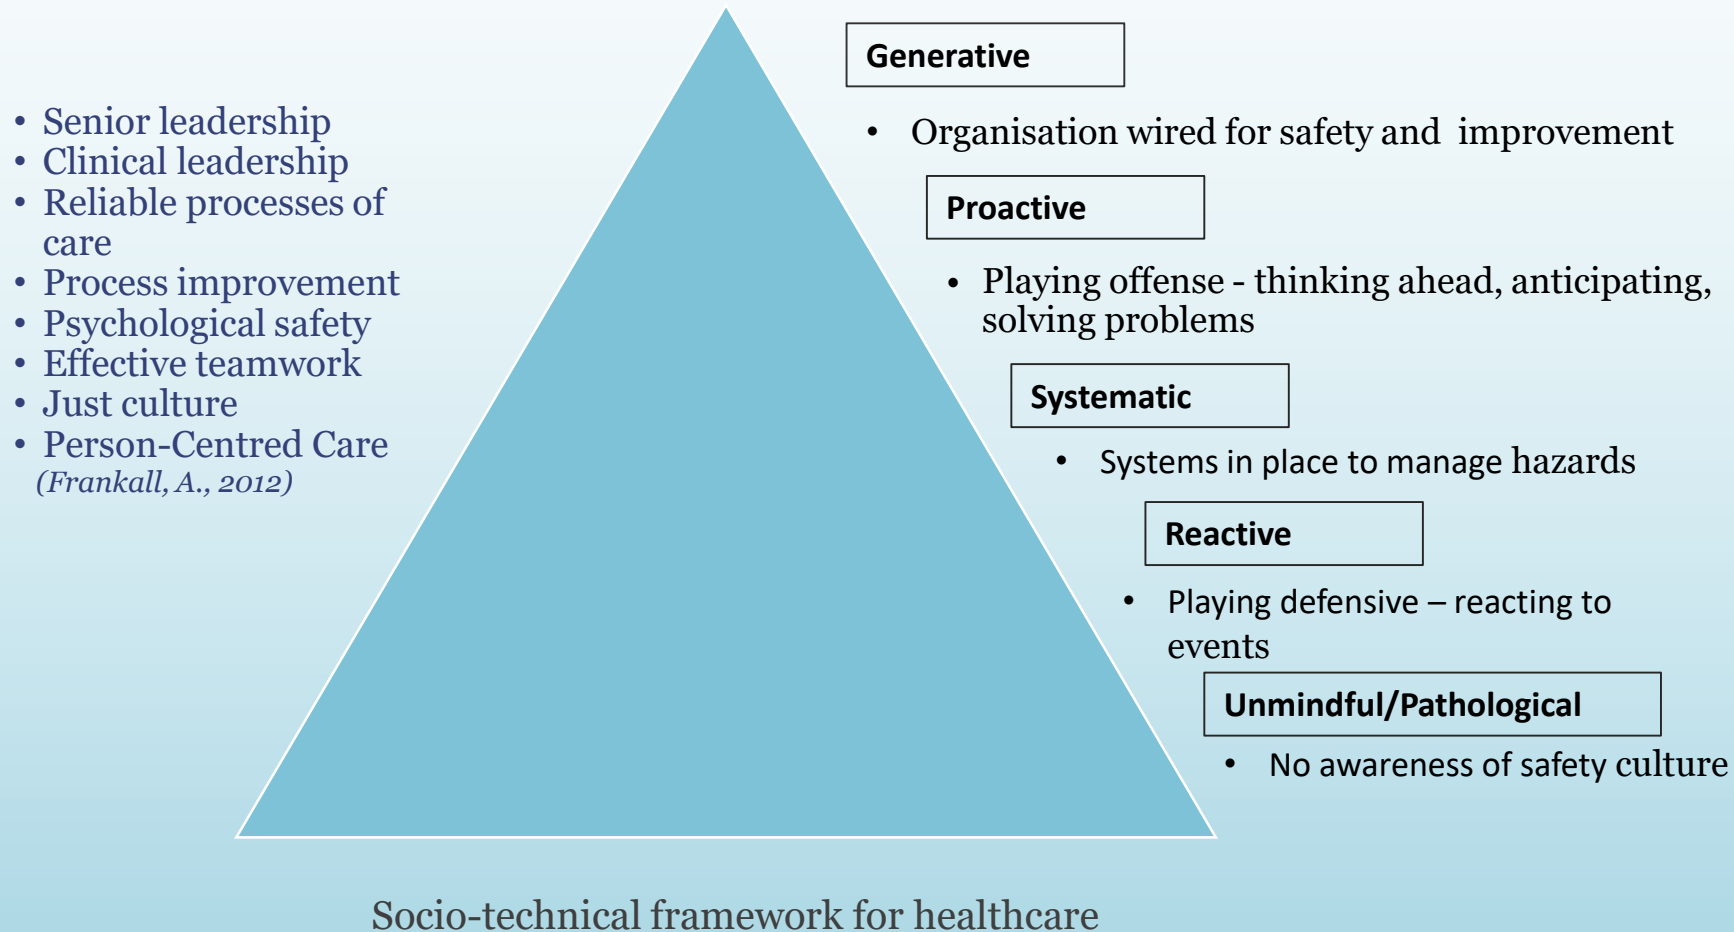 • Senior leadership
• Clinical leadership
• Reliable processes of
care
• Process improvement
• Psychological safety
• Effective teamwork
• Just culture
• Person-Centred Care
(Frankall, A., 2012)
Generative
• Organisation wired for safety and improvement
Proactive
• Playing offense - thinking ahead, anticipating,
solving problems
Systematic
• Systems in place to manage hazards
Reactive
• Playing defensive – reacting to
events
Unmindful/Pathological
• No awareness of safety culture
Socio-technical framework for healthcare